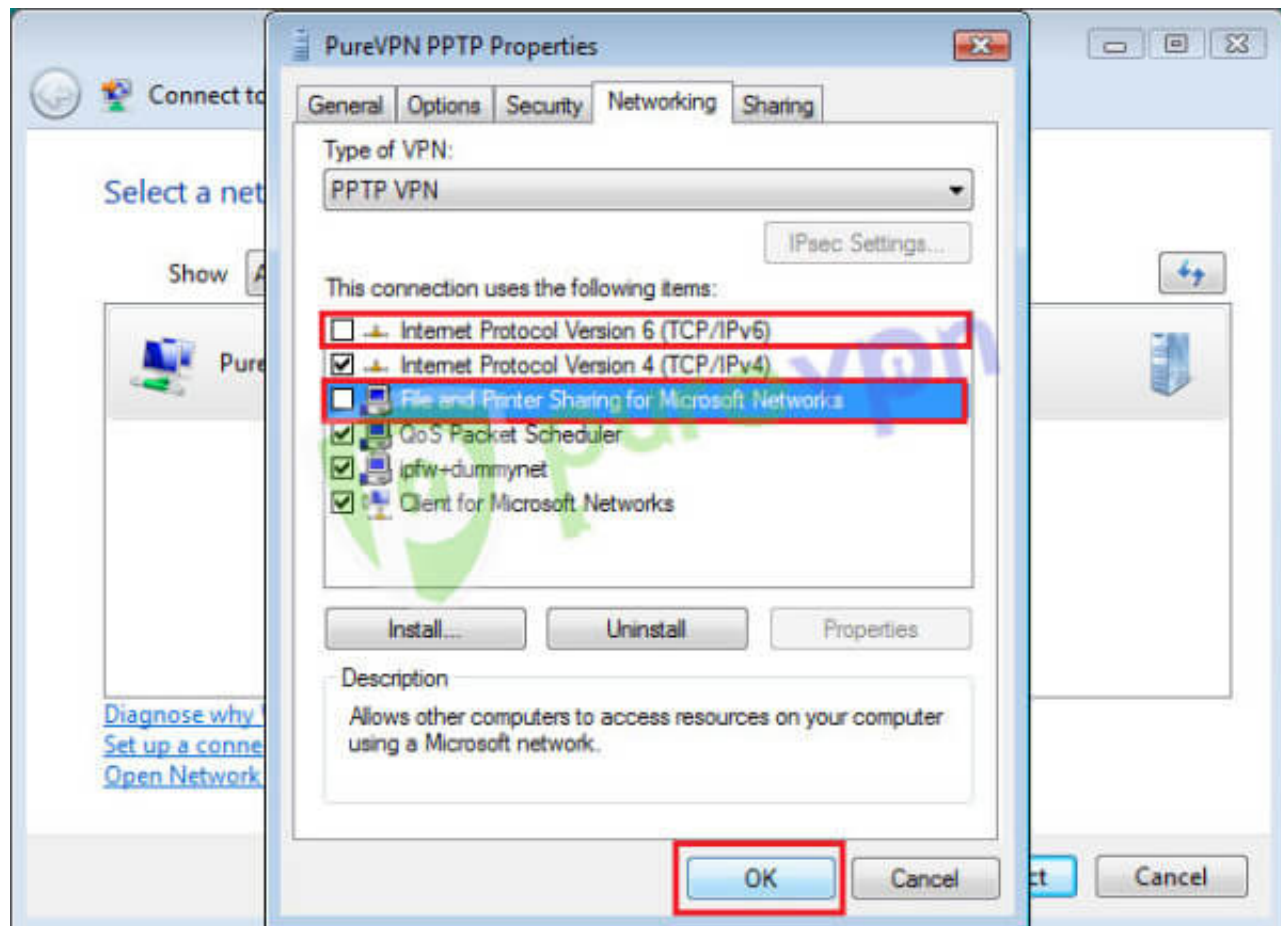 PureVPN PPTP Properties
Connect to
General Options Security Networking Sharing
Type of VPN:
PPTP VPN
Select a net
IPsec Settings...
Show A
This connection uses the following items:
Internet Protocol Version 6 (TCP/IPv6)
Internet Protocol Version 4 (TCP/IPv4)
Pure
File and Printer Sharing for Microsoft Networks
QoS Packet Scheduler
ipfw+dummynet
Client for Microsoft Networks
purevpn
Install... Uninstall Properties
Description
Allows other computers to access resources on your computer
using a Microsoft network.
Diagnose why
Set up a conne
Open Network
OK Cancel
ct Cancel